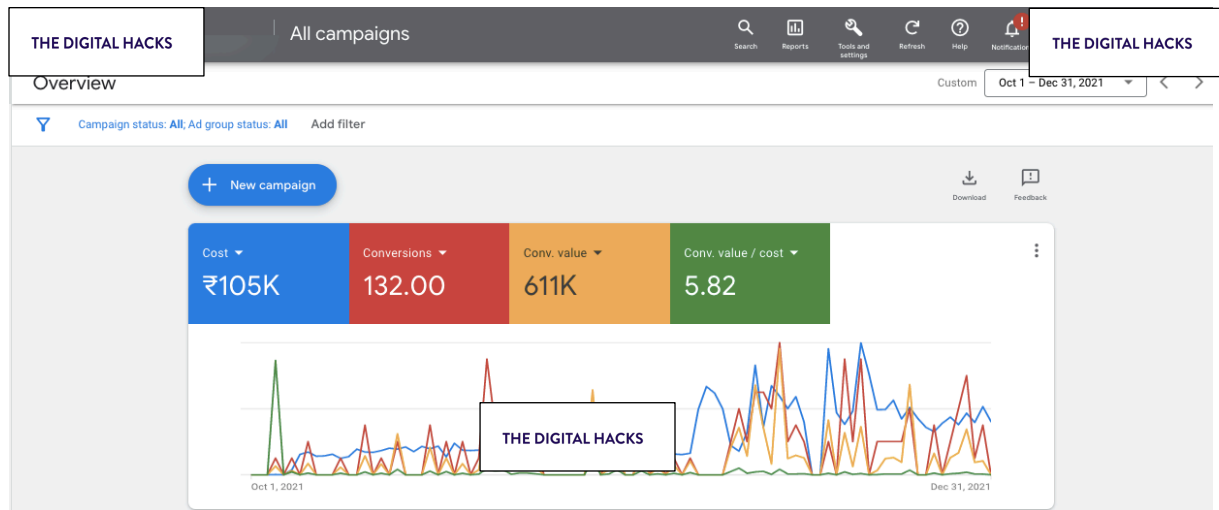 THE DIGITAL HACKS
All campaigns
Search
Reports
Tools and
settings
Refresh
Help
Notification
!
THE DIGITAL HACKS
Overview
Custom
Oct 1 – Dec 31, 2021
Campaign status: All; Ad group status: All
Add filter
+ New campaign
Download
Feedback
Cost
₹105K
Conversions
132.00
Conv. value
611K
Conv. value / cost
5.82
THE DIGITAL HACKS
Oct 1, 2021
Dec 31, 2021